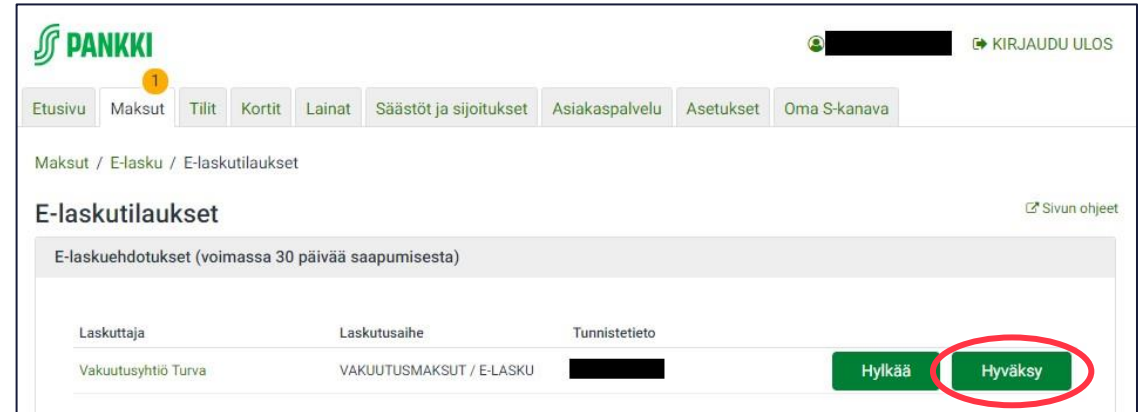 S PANKKI
KIRJAUDU ULOS
1
Etusivu Maksut Tilit Kortit Lainat Säästöt ja sijoitukset Asiakaspalvelu Asetukset Oma S-kanava
Maksut / E-lasku / E-laskutilaukset
E-laskutilaukset
Sivun ohjeet
E-laskuehdotukset (voimassa 30 päivää saapumisesta)
Laskuttaja Laskutusaihe Tunnistetieto
Vakuutusyhtiö Turva VAKUUTUSMAKSUT / E-LASKU Hylkää Hyväksy